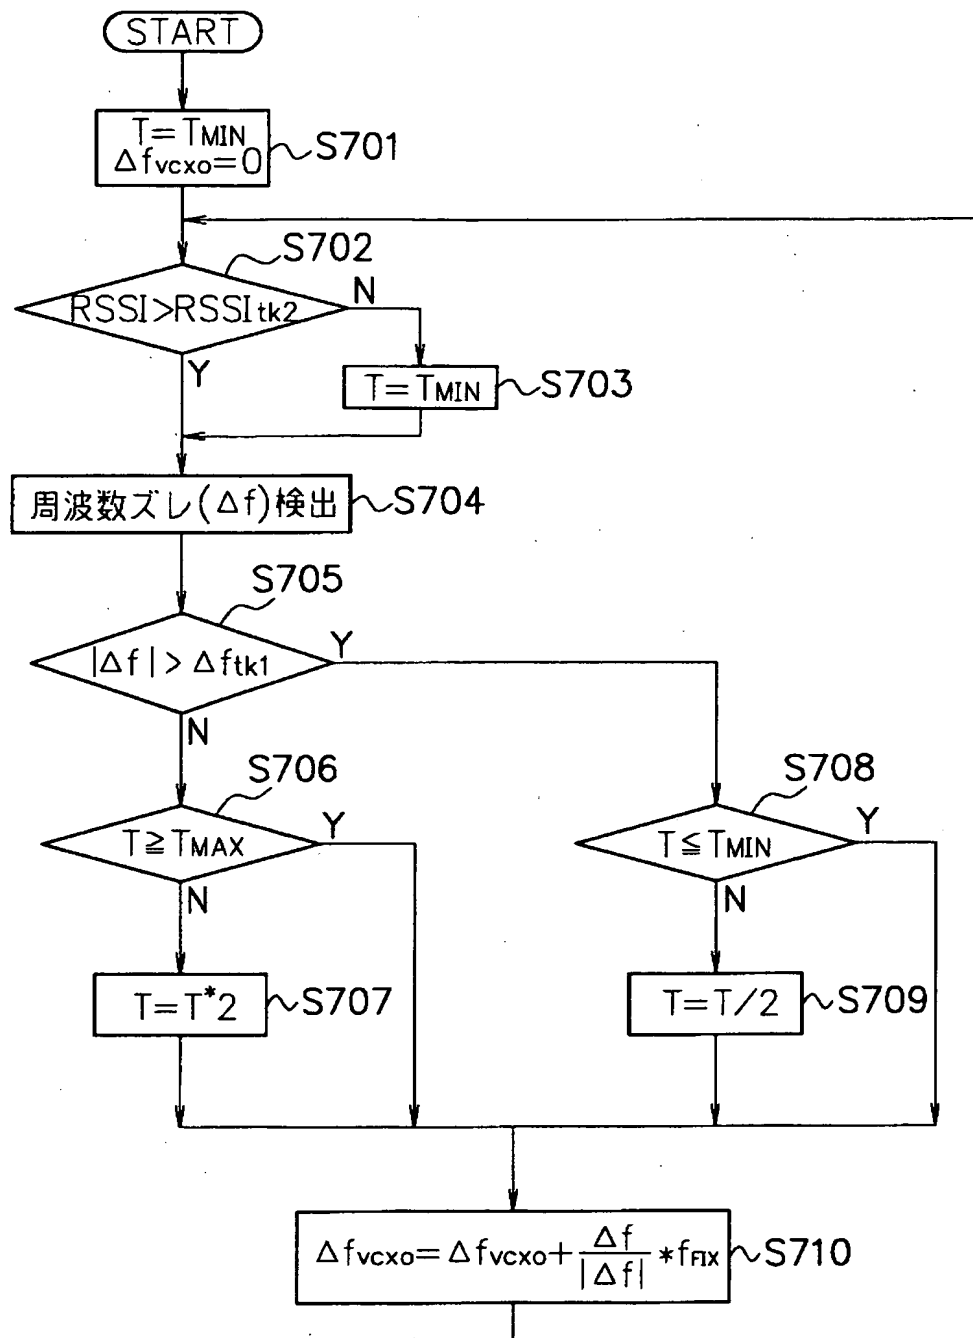 START
T=TMIN
Δfvcxo=0
S701
S702
RSSI>RSSItk2
N
Y
T=TMIN
S703
周波数ズレ(Δf)検出
S704
S705
|Δf|>Δftk1
Y
N
S706
T≧TMAX
Y
N
S708
T≦TMIN
Y
N
T=T*2
S707
T=T/2
S709
Δfvcxo=Δfvcxo+Δf/|Δf|*fFIX
S710